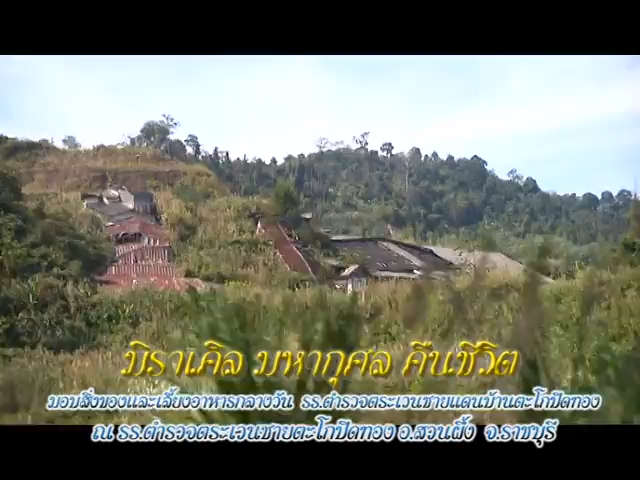 มิราเคิล มหากุศล คืนชีวิต
มอบสิ่งของและเลี้ยงอาหารกลางวัน รร.ตำรวจตระเวนชายแดนบ้านตะโกปิดทอง
ณ รร.ตำรวจตระเวนชายตะโกปิดทอง อ.สวนผึ้ง จ.ราชบุรี